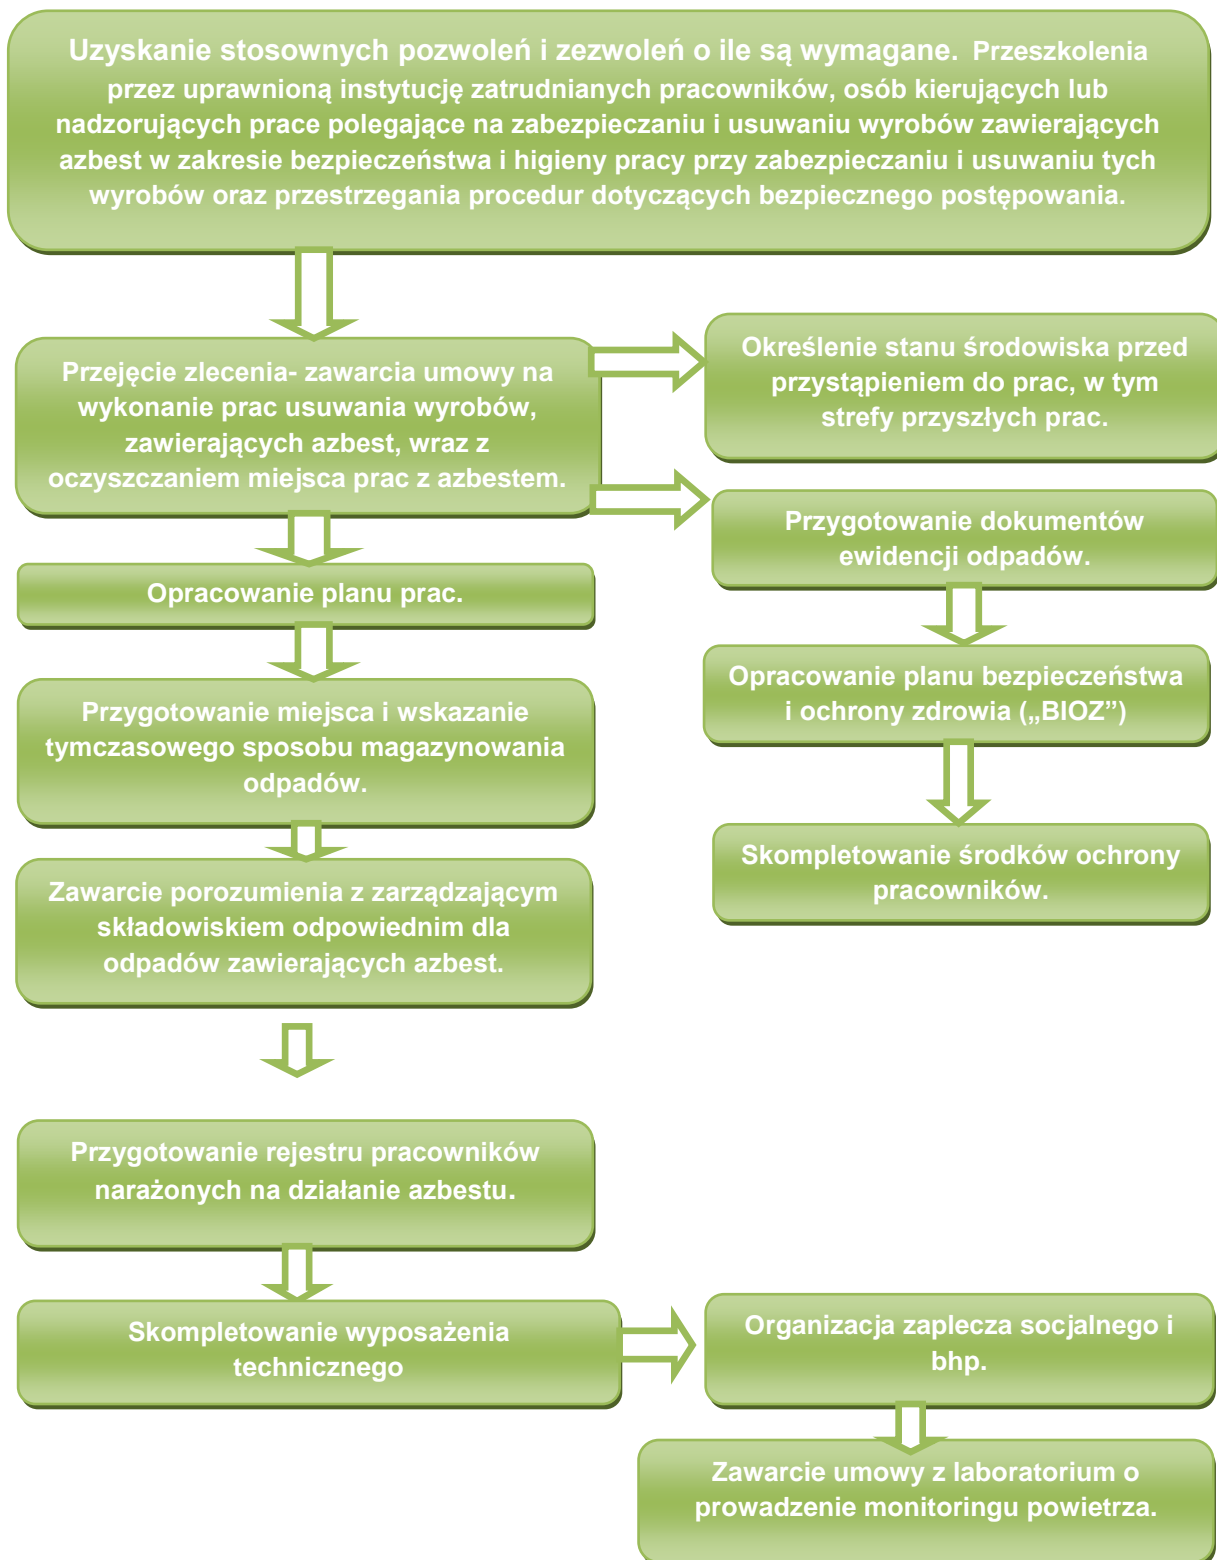 Uzyskanie stosownych pozwoleń i zezwoleń o ile są wymagane. Przeszkolenia
przez uprawnioną instytucję zatrudnianych pracowników, osób kierujących lub
nadzorujących prace polegające na zabezpieczaniu i usuwaniu wyrobów zawierających
azbest w zakresie bezpieczeństwa i higieny pracy przy zabezpieczaniu i usuwaniu tych
wyrobów oraz przestrzegania procedur dotyczących bezpiecznego postępowania.
Przejęcie zlecenia- zawarcia umowy na
wykonanie prac usuwania wyrobów,
zawierających azbest, wraz z
oczyszczaniem miejsca prac z azbestem.
Określenie stanu środowiska przed
przystąpieniem do prac, w tym
strefy przyszłych prac.
Przygotowanie dokumentów
ewidencji odpadów.
Opracowanie planu prac.
Opracowanie planu bezpieczeństwa
i ochrony zdrowia („BIOZ”)
Przygotowanie miejsca i wskazanie
tymczasowego sposobu magazynowania
odpadów.
Skompletowanie środków ochrony
pracowników.
Zawarcie porozumienia z zarządzającym
składowiskiem odpowiednim dla
odpadów zawierających azbest.
Przygotowanie rejestru pracowników
narażonych na działanie azbestu.
Skompletowanie wyposażenia
technicznego
Organizacja zaplecza socjalnego i
bhp.
Zawarcie umowy z laboratorium o
prowadzenie monitoringu powietrza.